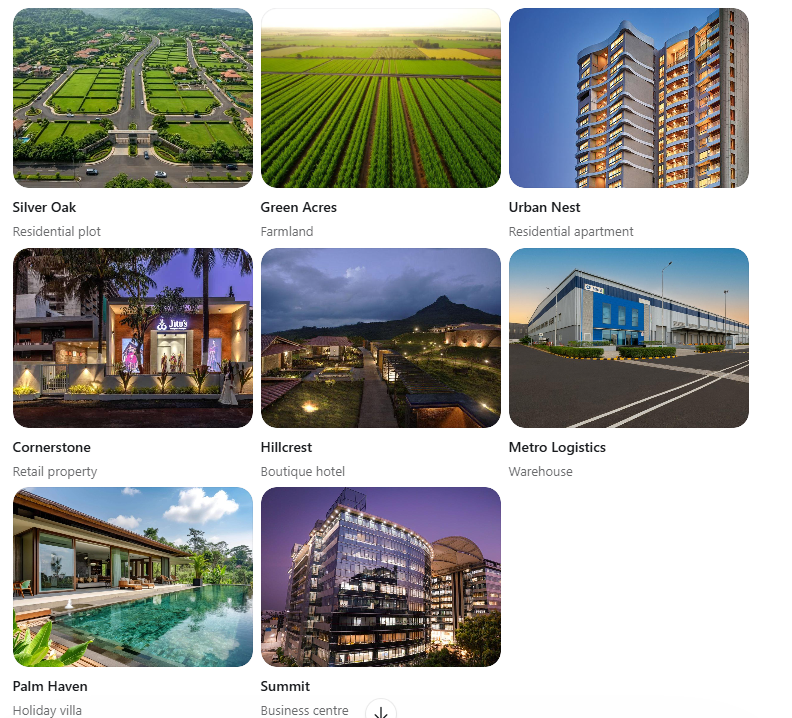 Silver Oak
Residential plot
Green Acres
Farmland
Urban Nest
Residential apartment
Cornerstone
Retail property
Hillcrest
Boutique hotel
Metro Logistics
Warehouse
Palm Haven
Holiday villa
Summit
Business centre